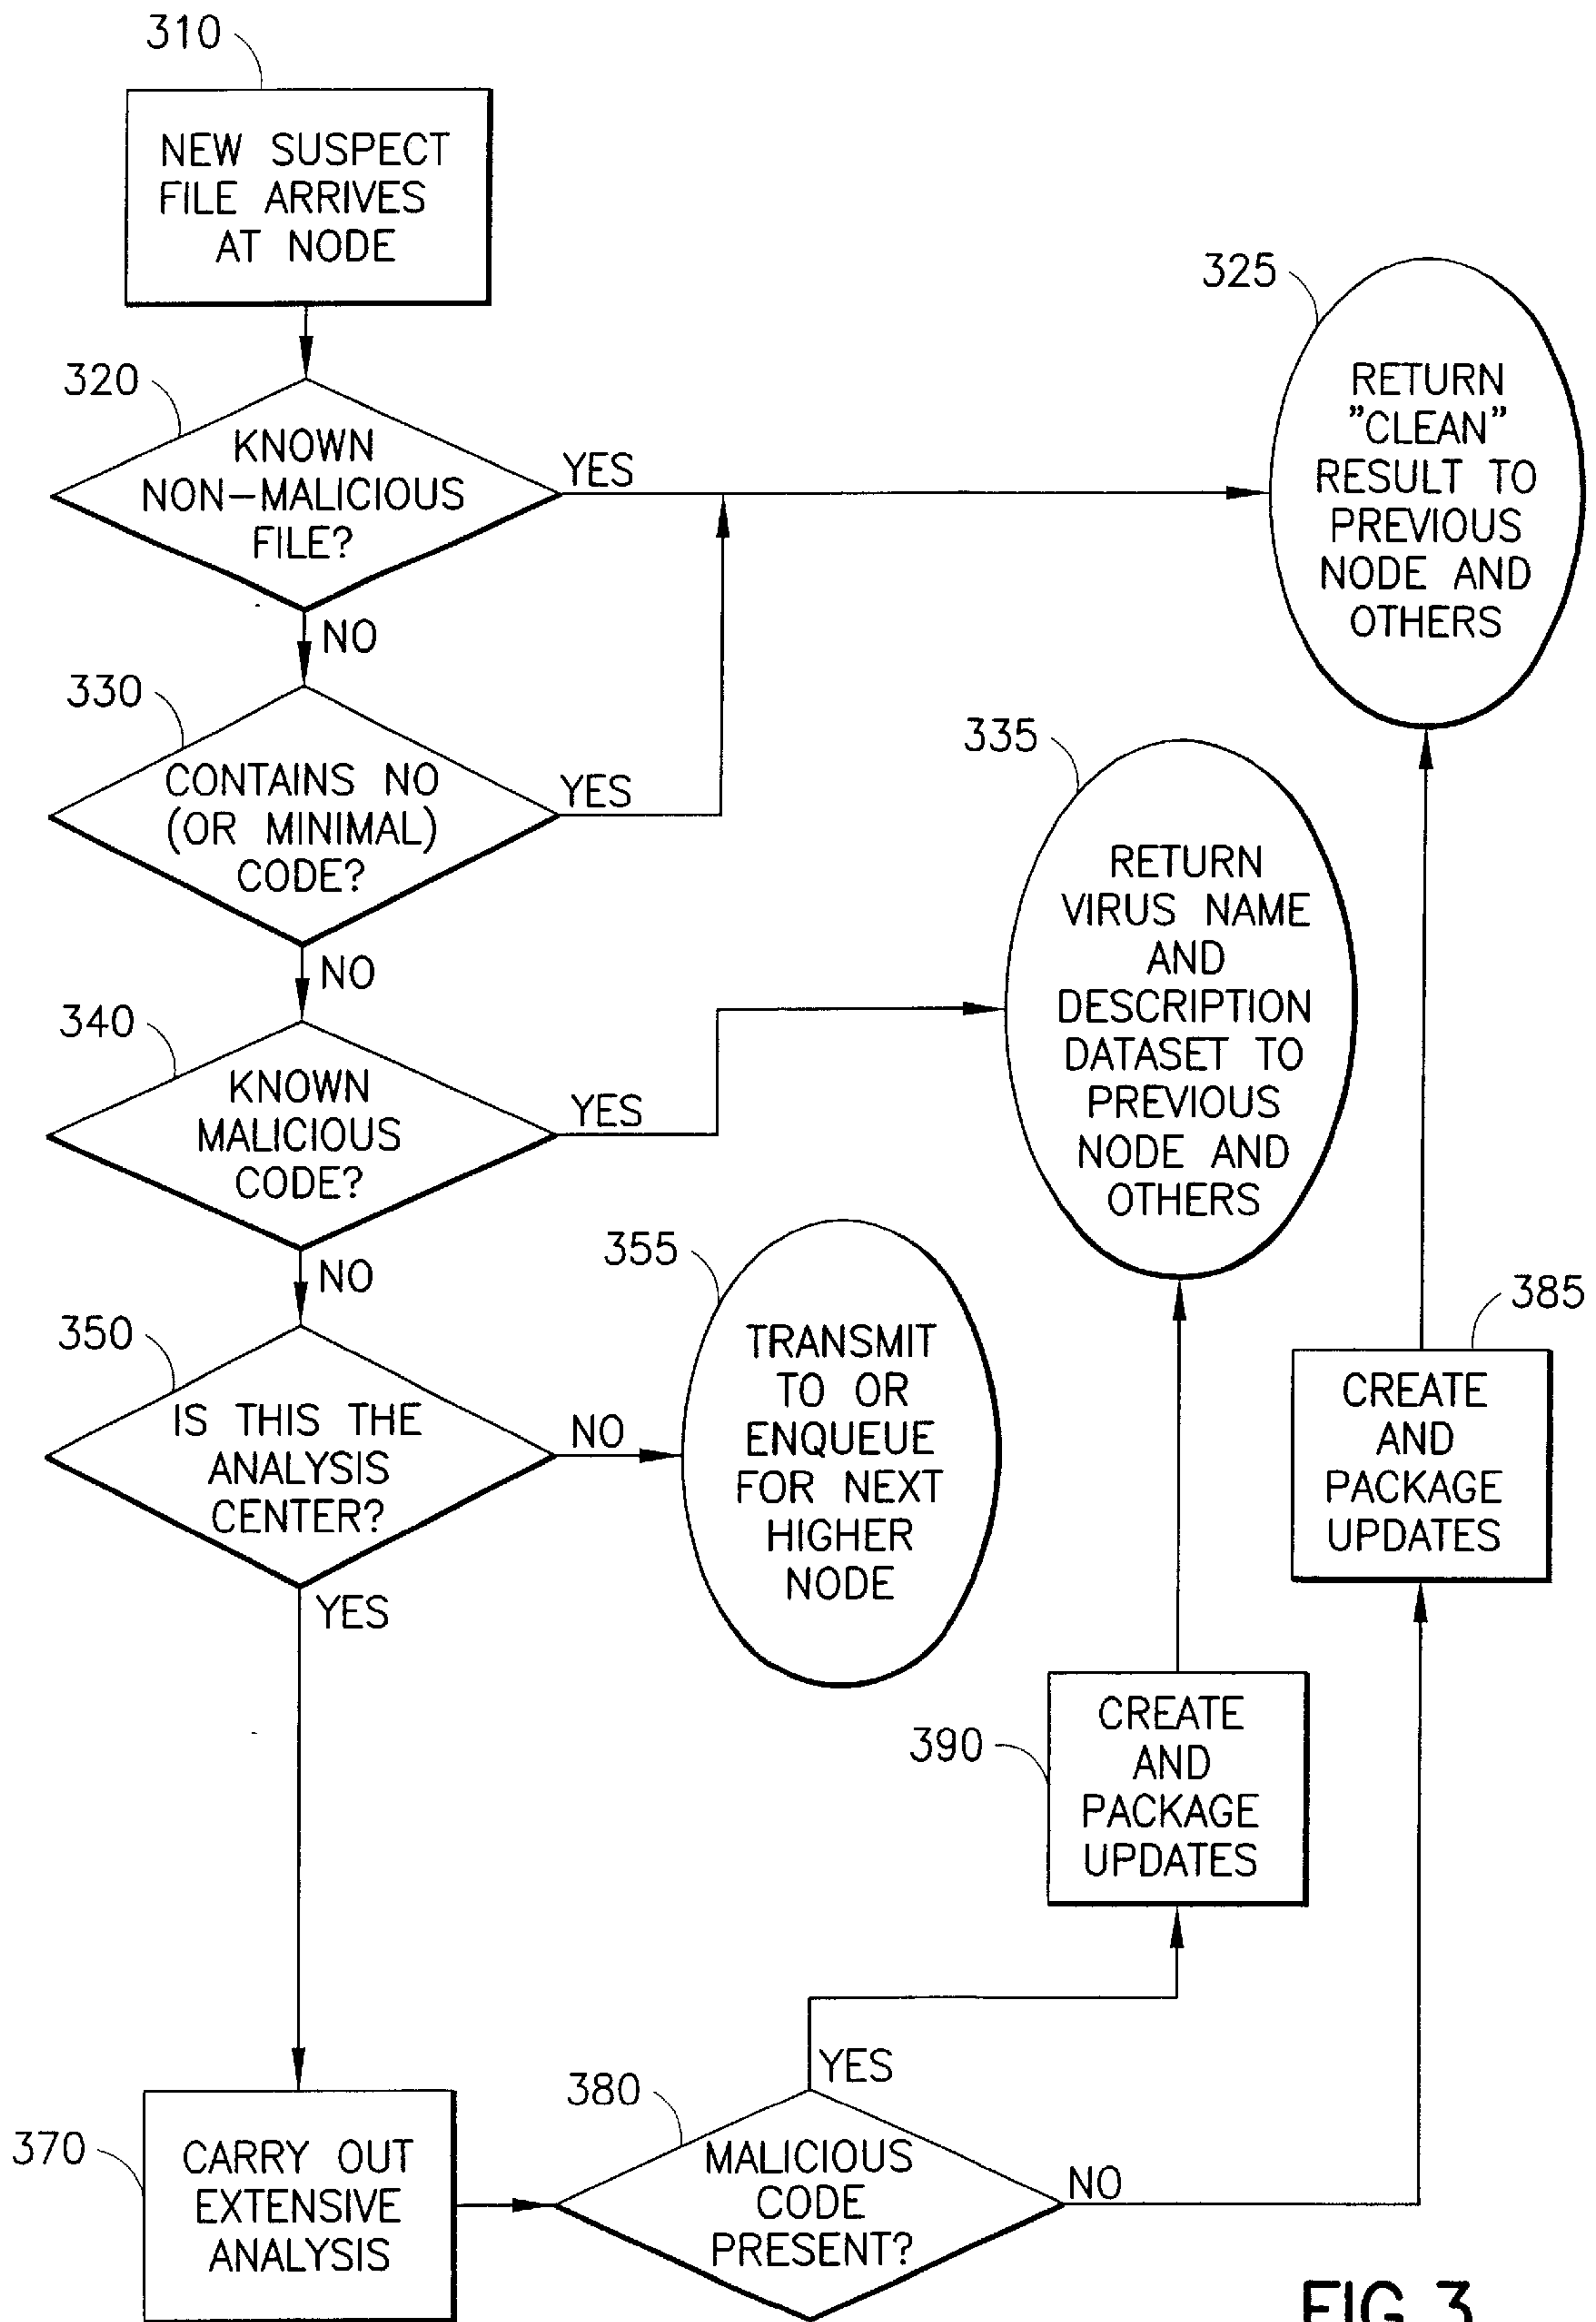 310
NEW SUSPECT
FILE ARRIVES
AT NODE
320
KNOWN
NON-MALICIOUS
FILE?
YES
NO
325
RETURN
"CLEAN"
RESULT TO
PREVIOUS
NODE AND
OTHERS
330
CONTAINS NO
(OR MINIMAL)
CODE?
YES
NO
335
RETURN
VIRUS NAME
AND
DESCRIPTION
DATASET TO
PREVIOUS
NODE AND
OTHERS
340
KNOWN
MALICIOUS
CODE?
YES
NO
350
IS THIS THE
ANALYSIS
CENTER?
NO
YES
355
TRANSMIT
TO OR
ENQUEUE
FOR NEXT
HIGHER
NODE
385
CREATE
AND
PACKAGE
UPDATES
390
CREATE
AND
PACKAGE
UPDATES
370
CARRY OUT
EXTENSIVE
ANALYSIS
380
MALICIOUS
CODE
PRESENT?
YES
NO
FIG. 3